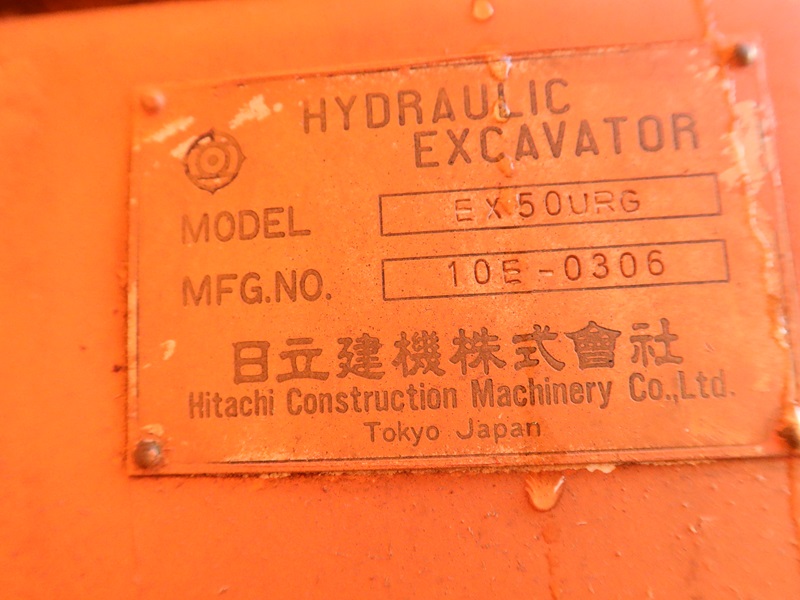 HYDRAULIC
EXCAVATOR
MODEL EX50URG
MFG.NO. 10E-0306
日立建機株式會社
Hitachi Construction Machinery Co.,Ltd.
Tokyo Japan